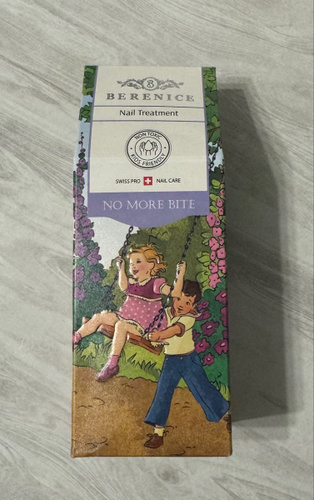 B
BERENICE
Nail Treatment
NON TOXIC
KIDS FRIENDLY
SWISS PRO NAIL CARE
NO MORE BITE